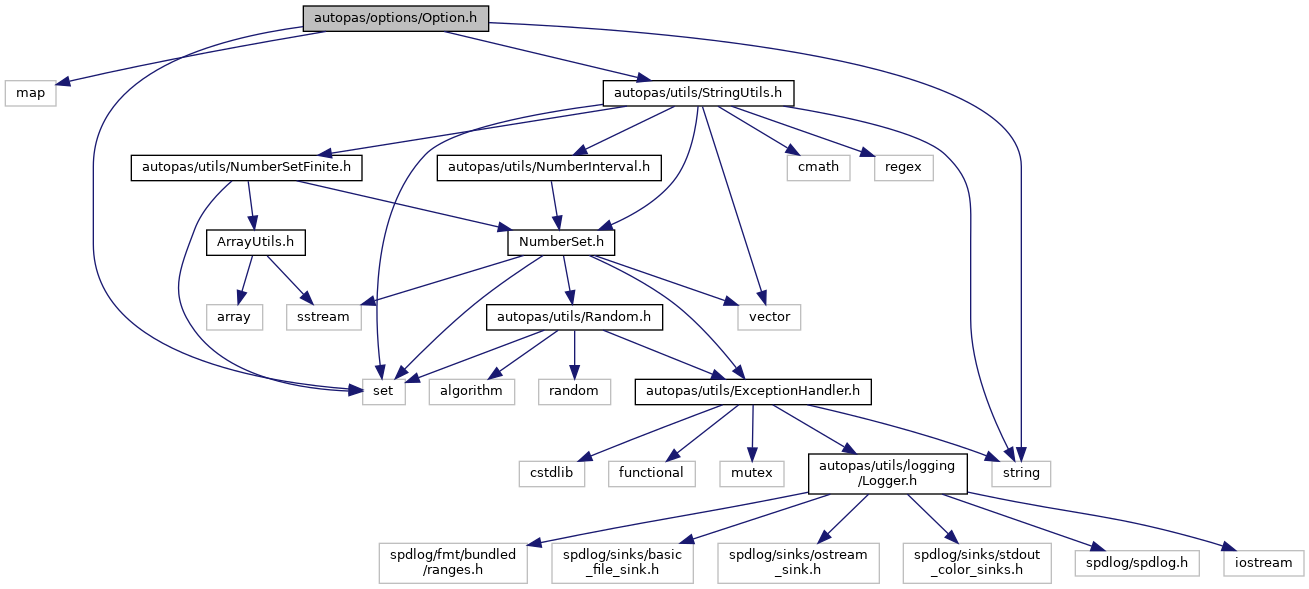 autopas/options/Option.h
map
autopas/utils/StringUtils.h
autopas/utils/NumberSetFinite.h
autopas/utils/NumberInterval.h
cmath
regex
ArrayUtils.h
NumberSet.h
array
sstream
autopas/utils/Random.h
vector
set
algorithm
random
autopas/utils/ExceptionHandler.h
cstdlib
functional
mutex
autopas/utils/logging
/Logger.h
string
spdlog/fmt/bundled
/ranges.h
spdlog/sinks/basic
_file_sink.h
spdlog/sinks/ostream
_sink.h
spdlog/sinks/stdout
_color_sinks.h
spdlog/spdlog.h
iostream